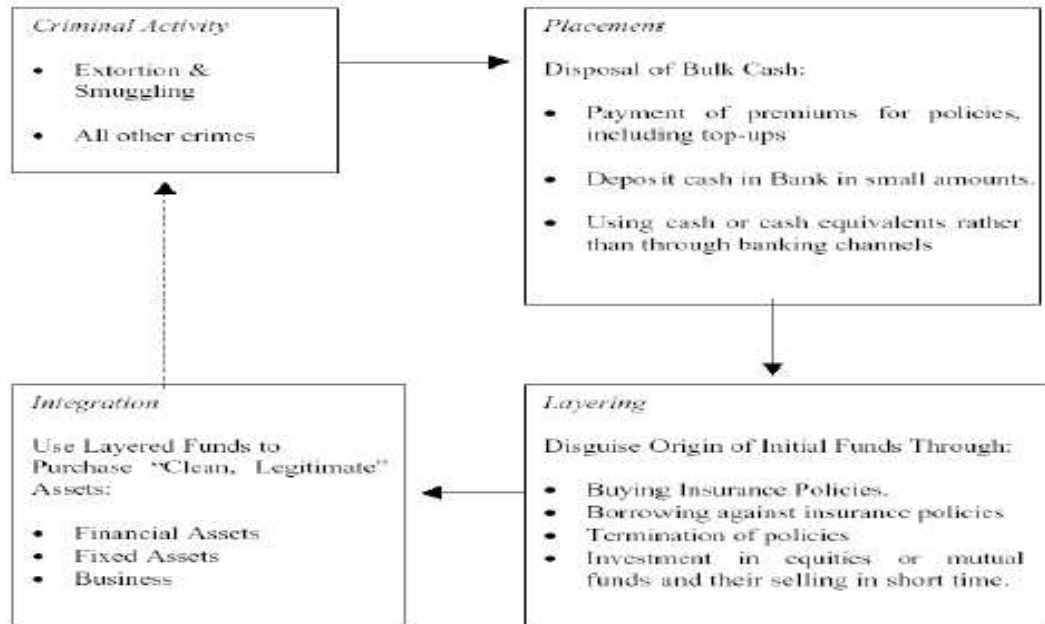 Criminal Activity
• Extortion &
Smuggling
• All other crimes
Placement
Disposal of Bulk Cash:
• Payment of premiums for policies,
including top-ups
• Deposit cash in Bank in small amounts.
• Using cash or cash equivalents rather
than through banking channels
Layering
Disguise Origin of Initial Funds Through:
• Buying Insurance Policies.
• Borrowing against insurance policies
• Termination of policies
• Investment in equities or mutual
funds and their selling in short time.
Integration
Use Layered Funds to
Purchase “Clean, Legitimate”
Assets:
• Financial Assets
• Fixed Assets
• Business